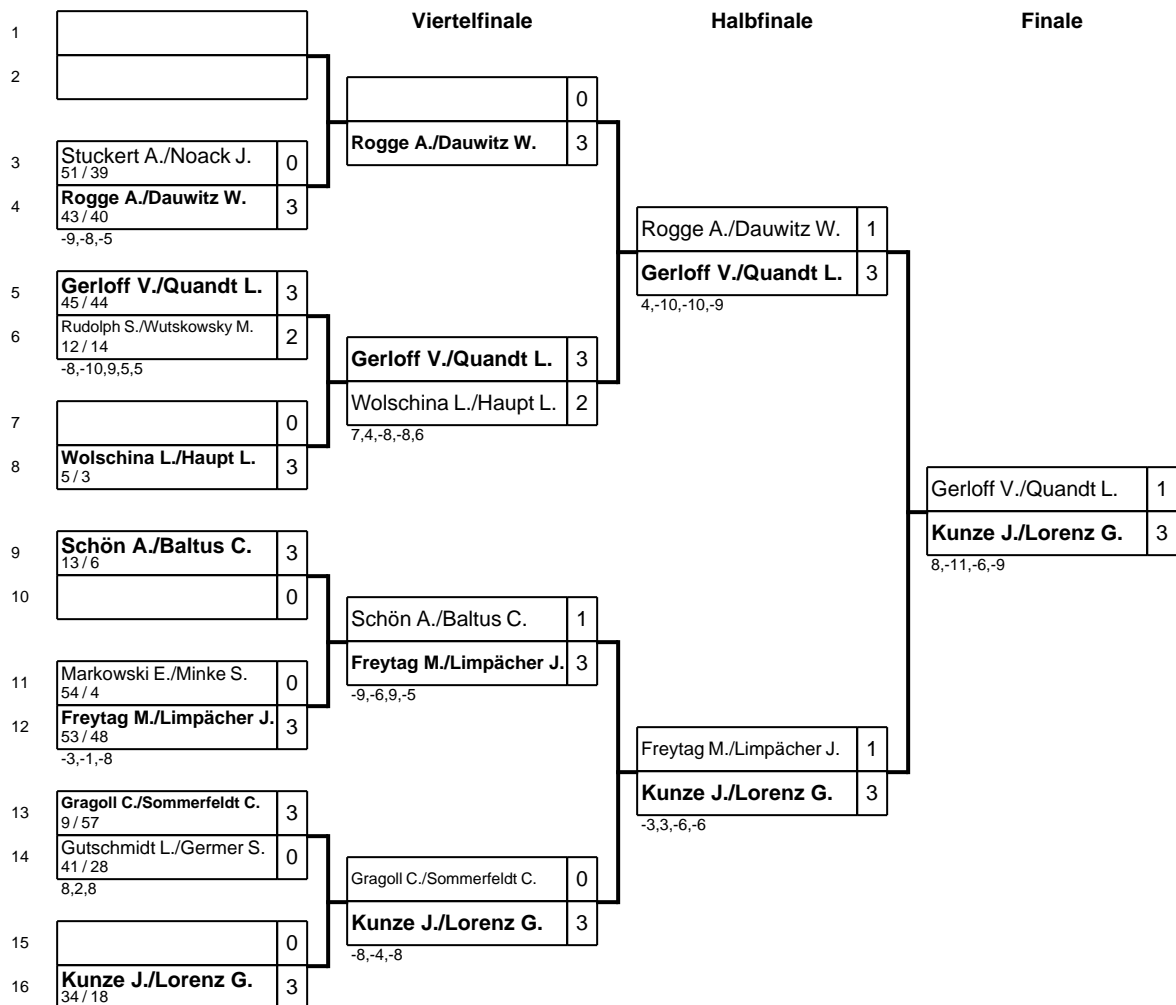 Viertelfinale
Halbfinale
Finale
1
2
0
Rogge A./Dauwitz W. 3
3 Stuckert A./Noack J. 0
51 / 39
4 Rogge A./Dauwitz W. 3
43 / 40
-9,-8,-5
Rogge A./Dauwitz W. 1
Gerloff V./Quandt L. 3
4,-10,-10,-9
5 Gerloff V./Quandt L. 3
45 / 44
6 Rudolph S./Wutskowsky M. 2
12 / 14
-8,-10,9,5,5
Gerloff V./Quandt L. 3
Wolschina L./Haupt L. 2
7,4,-8,-8,6
7 0
8 Wolschina L./Haupt L. 3
5 / 3
Gerloff V./Quandt L. 1
Kunze J./Lorenz G. 3
8,-11,-6,-9
9 Schön A./Baltus C. 3
13 / 6
10 0
Schön A./Baltus C. 1
Freytag M./Limpächer J. 3
-9,-6,9,-5
11 Markowski E./Minke S. 0
54 / 4
12 Freytag M./Limpächer J. 3
53 / 48
-3,-1,-8
Freytag M./Limpächer J. 1
Kunze J./Lorenz G. 3
-3,3,-6,-6
13 Gragoll C./Sommerfeldt C. 3
9 / 57
14 Gutschmidt L./Germer S. 0
41 / 28
8,2,8
Gragoll C./Sommerfeldt C. 0
Kunze J./Lorenz G. 3
-8,-4,-8
15 0
16 Kunze J./Lorenz G. 3
34 / 18